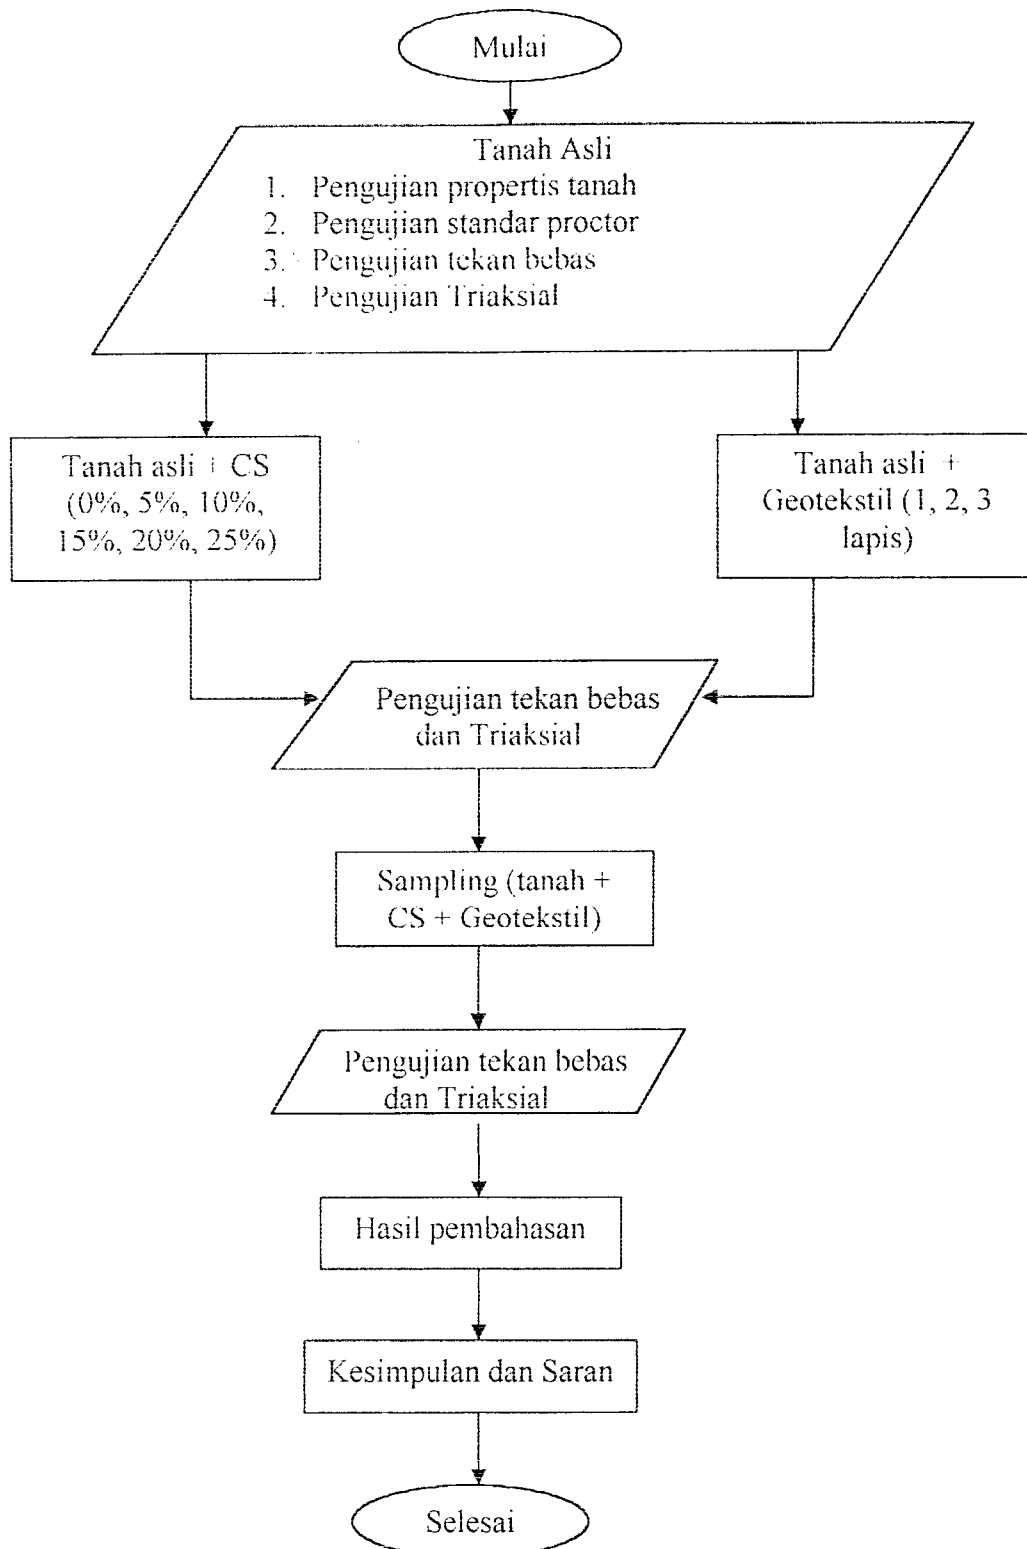 Mulai
Tanah Asli
1. Pengujian propertis tanah
2. Pengujian standar proctor
3. Pengujian tekan bebas
4. Pengujian Triaksial
Tanah asli + CS
(0%, 5%, 10%,
15%, 20%, 25%)
Tanah asli +
Geotekstil (1, 2, 3
lapis)
Pengujian tekan bebas
dan Triaksial
Sampling (tanah +
CS + Geotekstil)
Pengujian tekan bebas
dan Triaksial
Hasil pembahasan
Kesimpulan dan Saran
Selesai